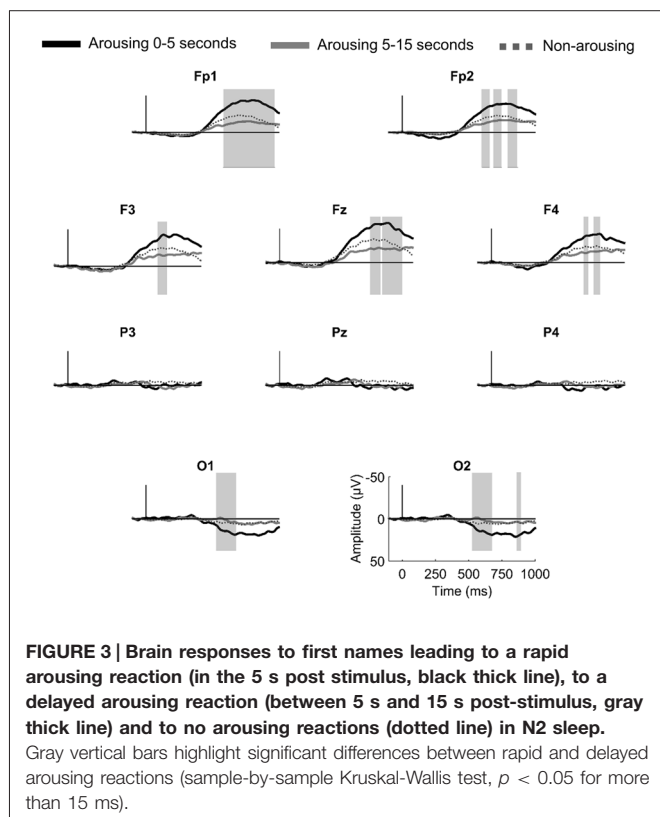 Arousing 0-5 seconds Arousing 5-15 seconds Non-arousing
Fp1 Fp2
F3 Fz F4
P3 Pz P4
O1 O2
-50
0
50
Amplitude (µV)
0 250 500 750 1000
Time (ms)
FIGURE 3 | Brain responses to first names leading to a rapid
arousing reaction (in the 5 s post stimulus, black thick line), to a
delayed arousing reaction (between 5 s and 15 s post-stimulus, gray
thick line) and to no arousing reactions (dotted line) in N2 sleep.
Gray vertical bars highlight significant differences between rapid and delayed
arousing reactions (sample-by-sample Kruskal-Wallis test, p < 0.05 for more
than 15 ms).